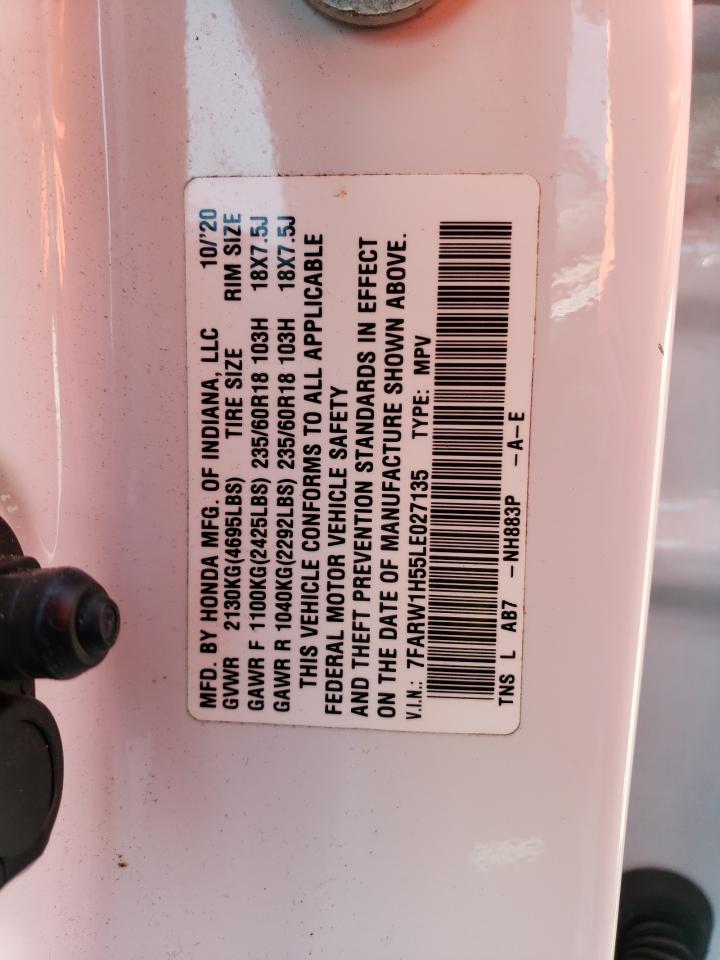 MFD. BY HONDA MFG. OF INDIANA, LLC 10/'20
GVWR 2130KG(4695LBS) TIRE SIZE RIM SIZE
GAWR F 1100KG(2425LBS) 235/60R18 103H 18X7.5J
GAWR R 1040KG(2292LBS) 235/60R18 103H 18X7.5J
THIS VEHICLE CONFORMS TO ALL APPLICABLE
FEDERAL MOTOR VEHICLE SAFETY
AND THEFT PREVENTION STANDARDS IN EFFECT
ON THE DATE OF MANUFACTURE SHOWN ABOVE.
V.I.N.: 7FARW1H55LE027135 TYPE: MPV
TNS L AB7 -NH883P -A-E